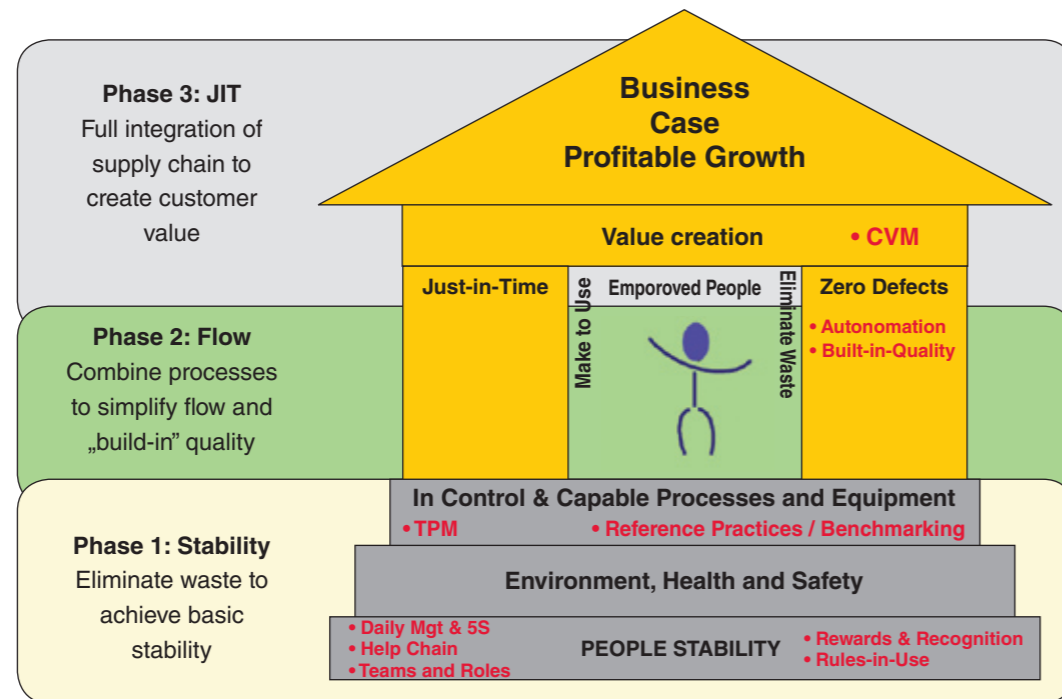 Phase 3: JIT
Full integration of
supply chain to
create customer
value
Phase 2: Flow
Combine processes
to simplify flow and
„build-in” quality
Phase 1: Stability
Eliminate waste to
achieve basic
stability
Business
Case
Profitable Growth
Value creation
• CVM
Just-in-Time
Make to Use
Emporoved People
Eliminate Waste
Zero Defects
• Autonomation
• Built-in-Quality
In Control & Capable Processes and Equipment
• TPM
• Reference Practices / Benchmarking
Environment, Health and Safety
• Daily Mgt & 5S
• Help Chain
• Teams and Roles
PEOPLE STABILITY
• Rewards & Recognition
• Rules-in-Use